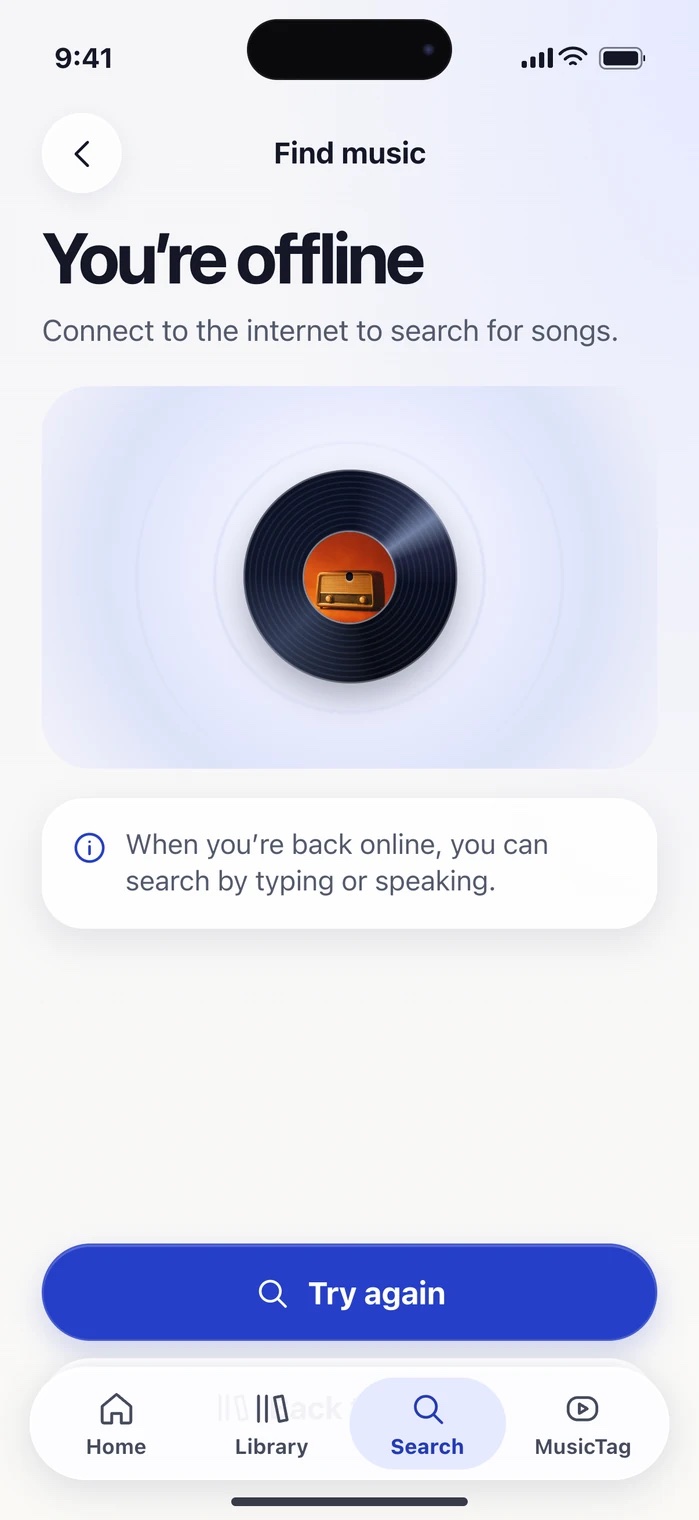 9:41
Find music
You’re offline
Connect to the internet to search for songs.
When you’re back online, you can
search by typing or speaking.
Try again
Home
Library
Search
MusicTag